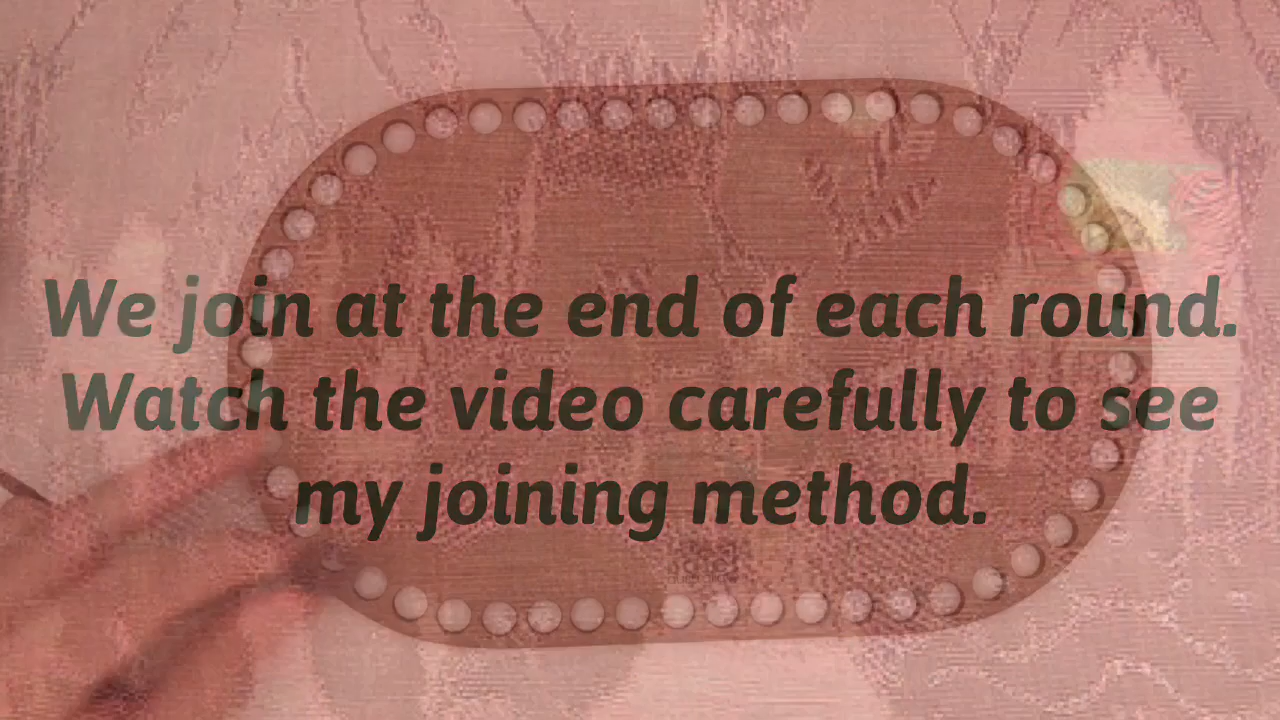 We join at the end of each round.
Watch the video carefully to see
my joining method.